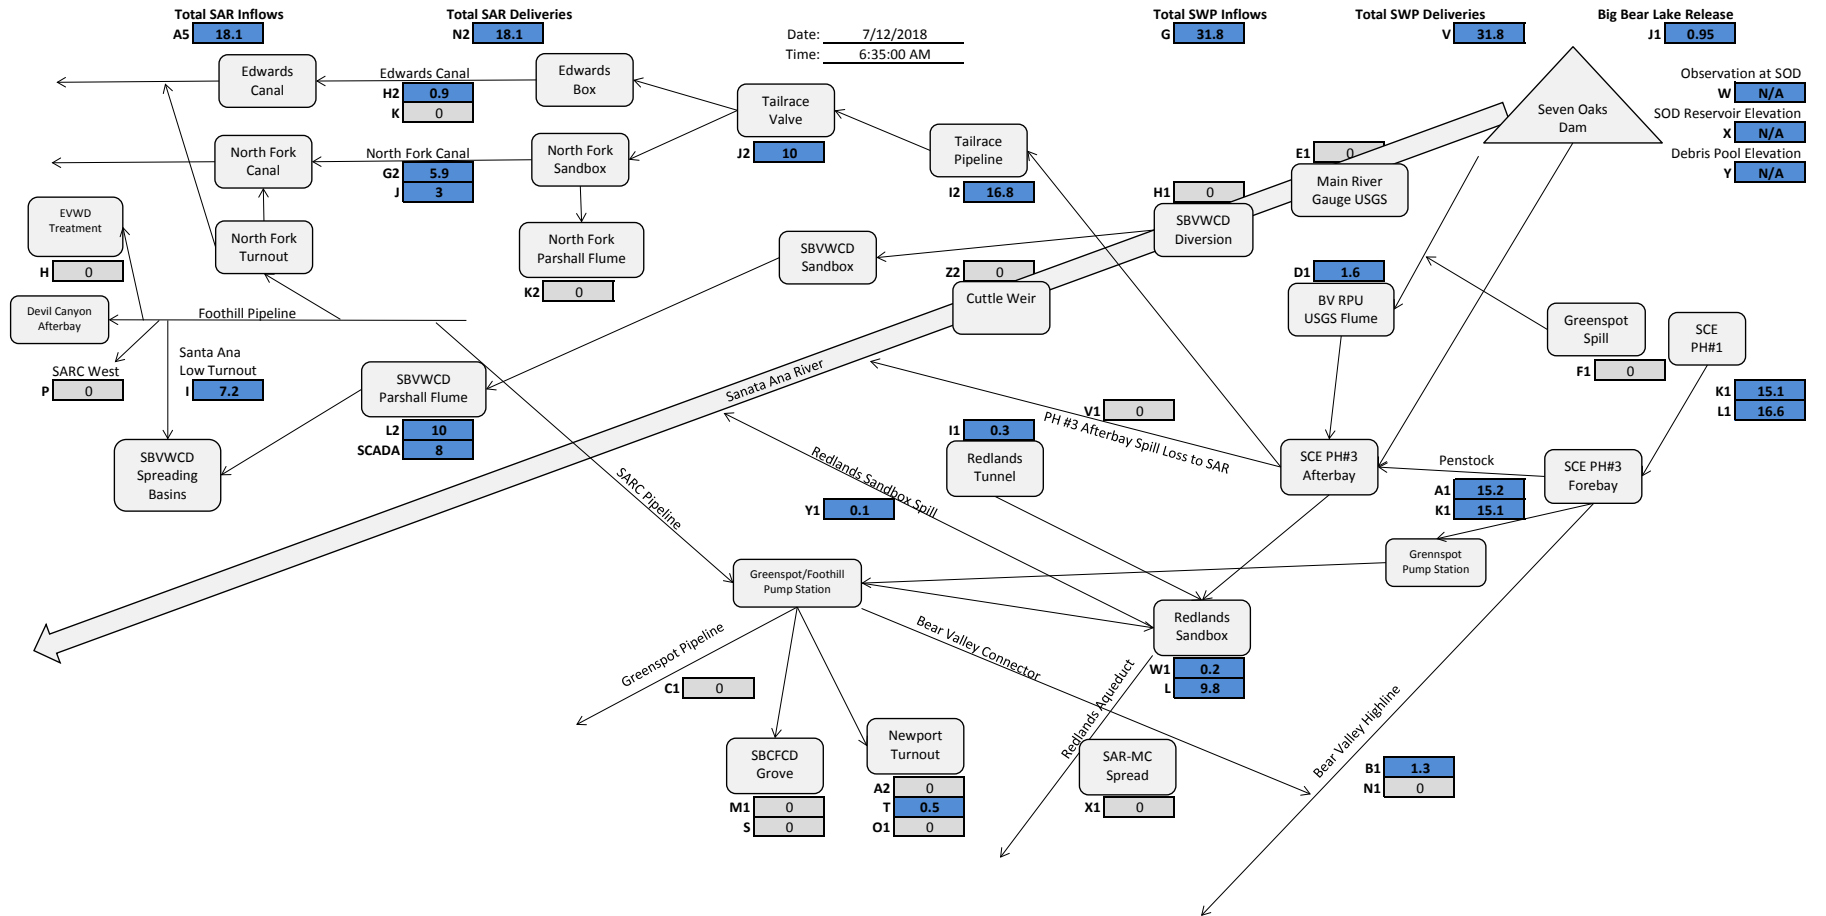 Total SAR Inflows
A5 18.1
Total SAR Deliveries
N2 18.1
Date: 7/12/2018
Time: 6:35:00 AM
Total SWP Inflows
G 31.8
Total SWP Deliveries
V 31.8
Big Bear Lake Release
J1 0.95
Edwards
Canal
Edwards Canal
H2 0.9
K 0
Edwards
Box
Tailrace
Valve
J2 10
Tailrace
Pipeline
I2 16.8
Seven Oaks
Dam
Observation at SOD
W N/A
SOD Reservoir Elevation
X N/A
Debris Pool Elevation
Y N/A
North Fork
Canal
North Fork Canal
G2 5.9
J 3
North Fork
Sandbox
E1 0
Main River
Gauge USGS
H1 0
SBVWCD
Diversion
EVWD
Treatment
H 0
North Fork
Turnout
North Fork
Parshall Flume
K2 0
SBVWCD
Sandbox
Z2 0
Cuttle Weir
D1 1.6
BV RPU
USGS Flume
Greenspot
Spill
F1 0
SCE
PH#1
K1 15.1
L1 16.6
Devil Canyon
Afterbay
Foothill Pipeline
SARC West
P 0
Santa Ana
Low Turnout
I 7.2
SBVWCD
Parshall Flume
L2 10
SCADA 8
Sanata Ana River
SBVWCD
Spreading
Basins
SARC Pipeline
V1 0
PH #3 Afterbay Spill Loss to SAR
I1 0.3
Redlands
Tunnel
Redlands Sandbox Spill
Y1 0.1
SCE PH#3
Afterbay
Penstock
A1 15.2
K1 15.1
SCE PH#3
Forebay
Grennspot
Pump Station
Greenspot/Foothill
Pump Station
Redlands
Sandbox
W1 0.2
L 9.8
Greenspot Pipeline
C1 0
Bear Valley Connector
Redlands Aqueduct
Bear Valley Highline
SBCFCD
Grove
M1 0
S 0
Newport
Turnout
A2 0
T 0.5
O1 0
SAR-MC
Spread
X1 0
B1 1.3
N1 0